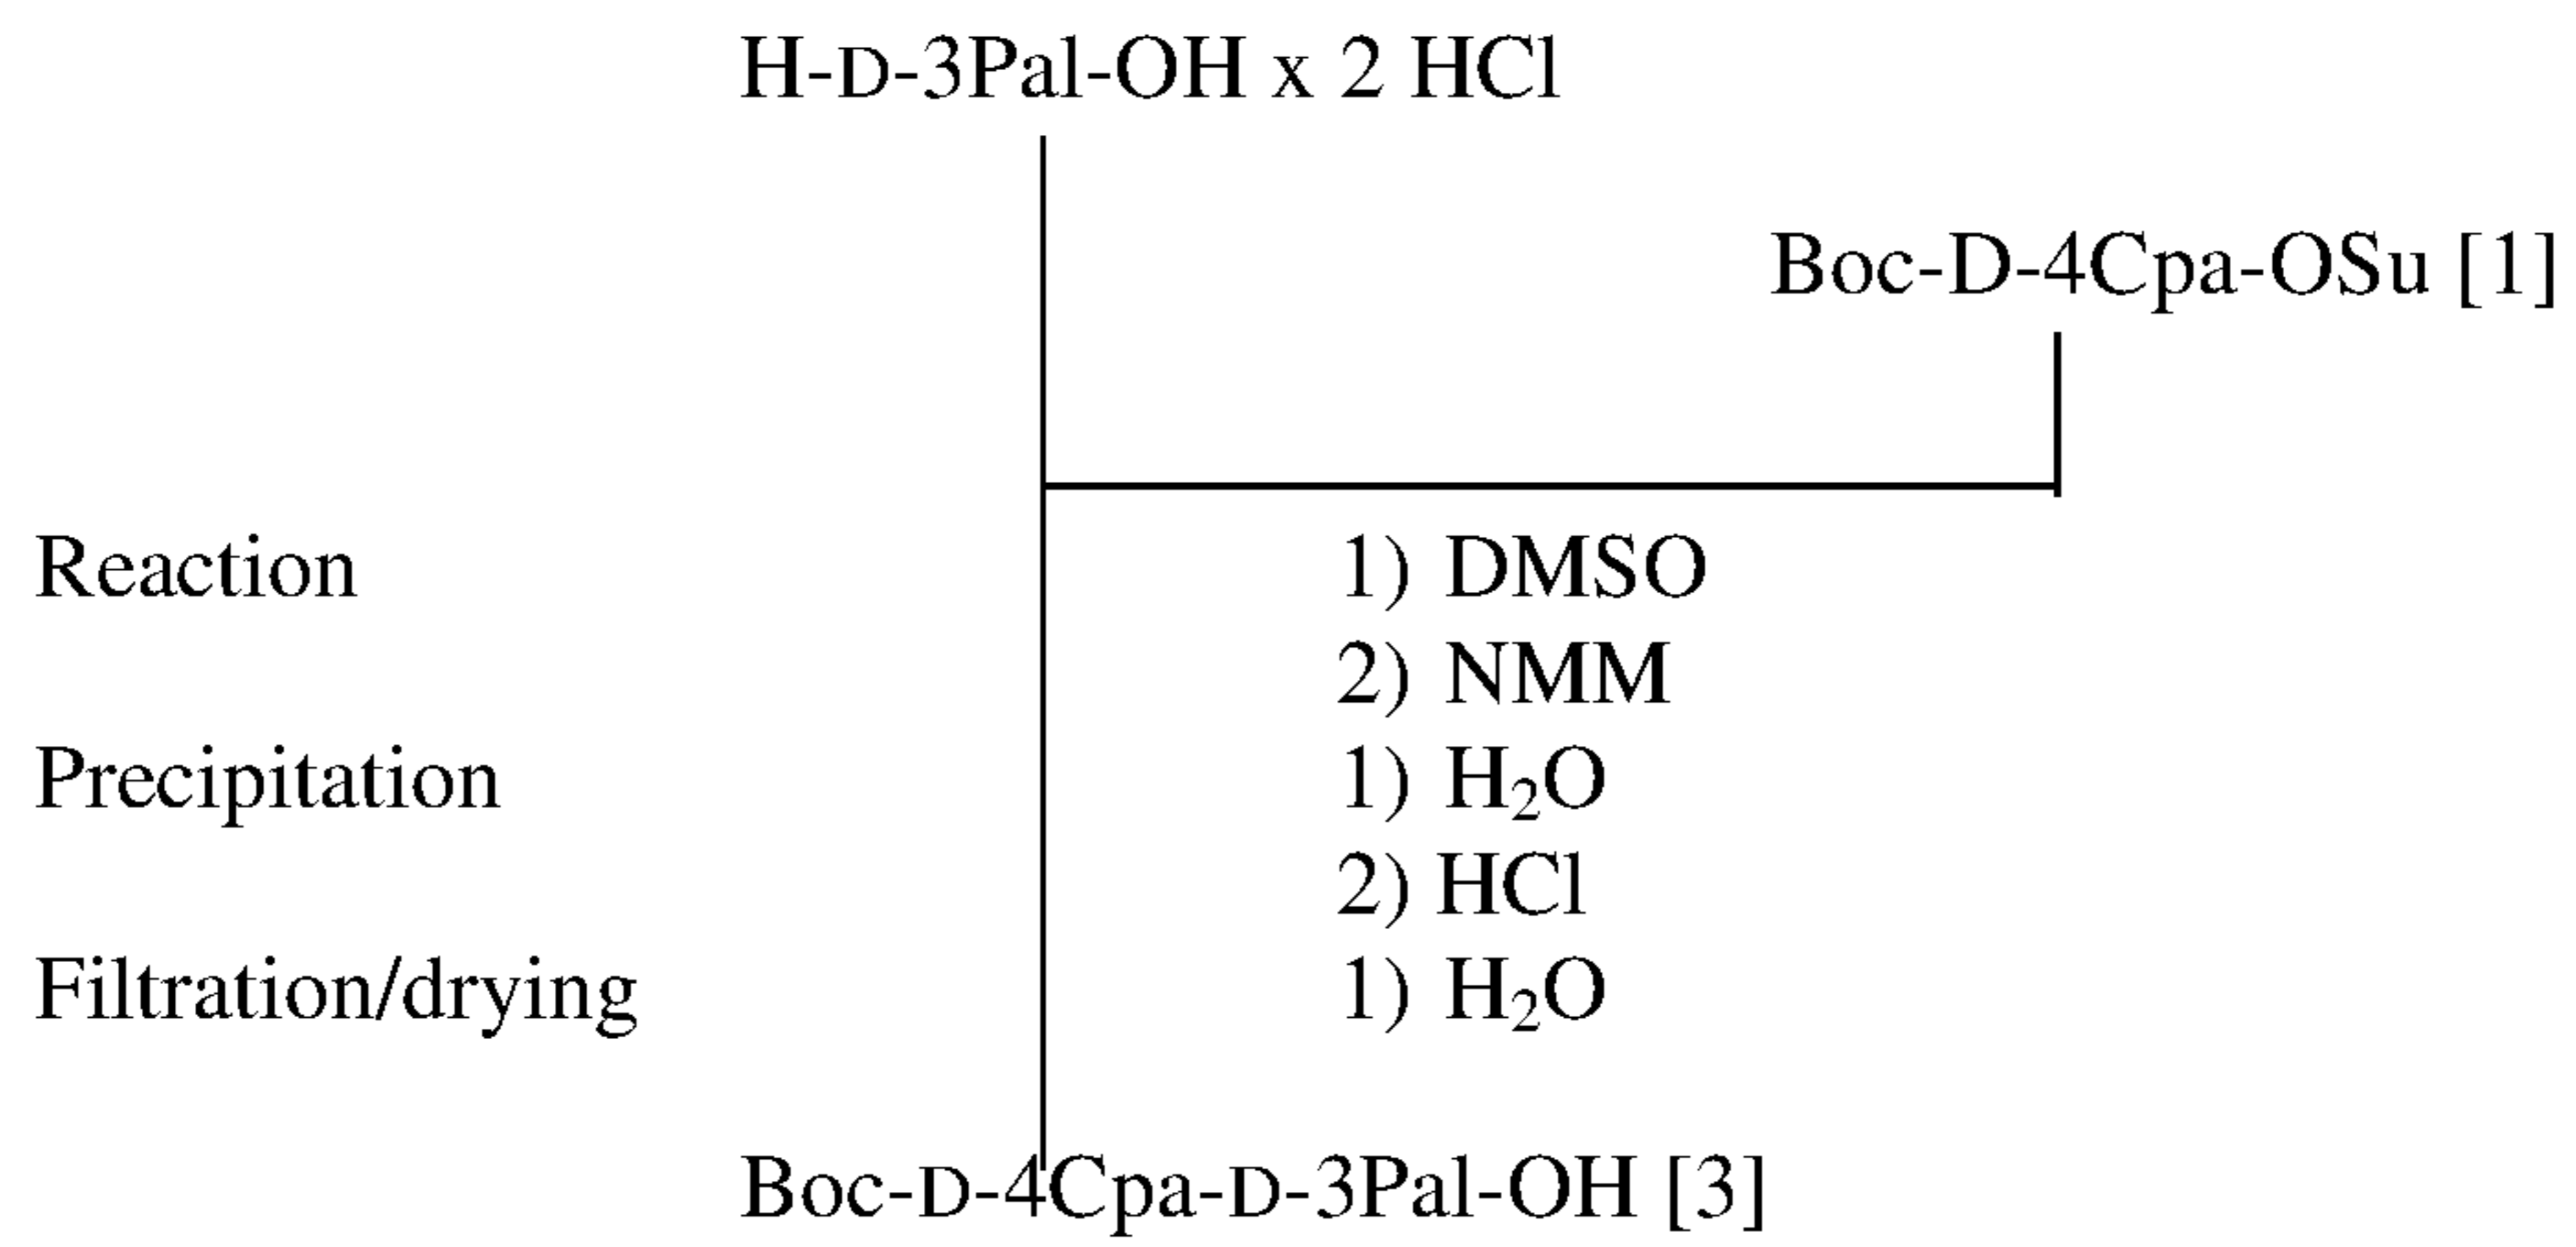 H-D-3Pal-OH x 2 HCl
Boc-D-4Cpa-OSu [1]
Reaction 1) DMSO
2) NMM
Precipitation 1) H₂O
2) HCl
Filtration/drying 1) H₂O
Boc-D-4Cpa-D-3Pal-OH [3]